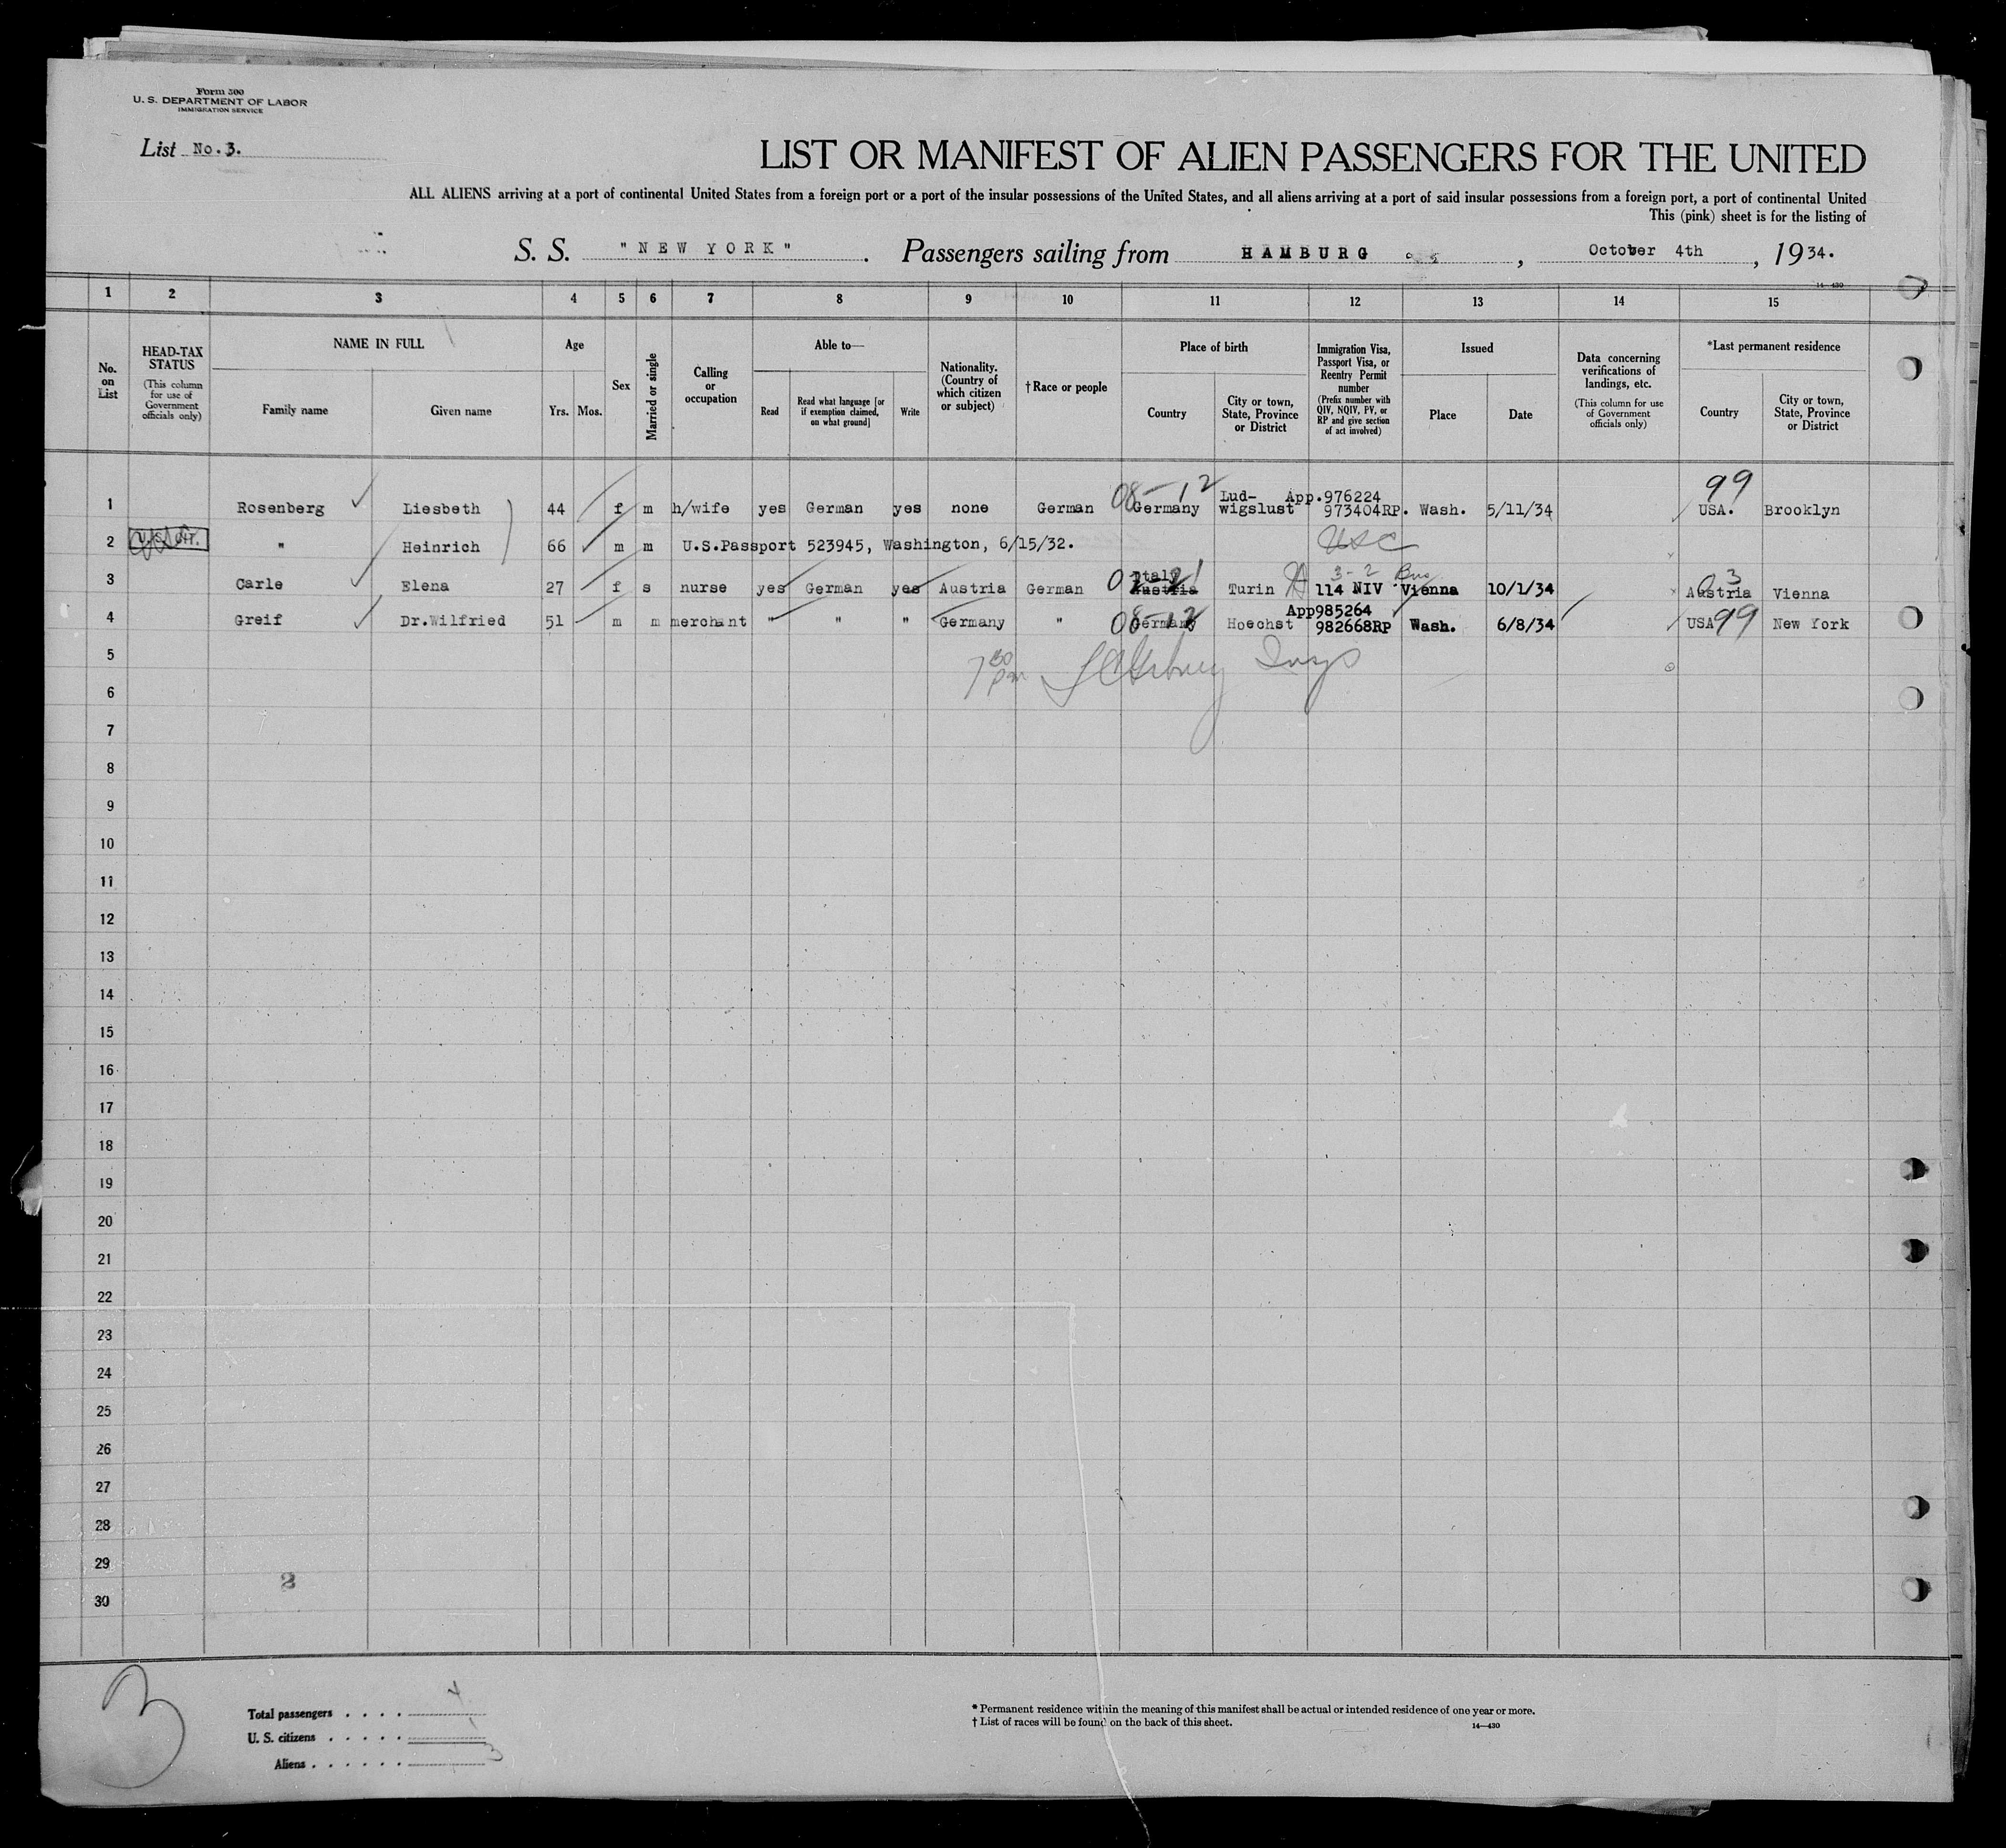 Form 500
U. S. DEPARTMENT OF LABOR
IMMIGRATION SERVICE
List No. 3.
LIST OR MANIFEST OF ALIEN PASSENGERS FOR THE UNITED
ALL ALIENS arriving at a port of continental United States from a foreign port or a port of the insular possessions of the United States, and all aliens arriving at a port of said insular possessions from a foreign port, a port of continental United
This (pink) sheet is for the listing of
S. S. "NEW YORK". Passengers sailing from HAMBURG, October 4th, 1934.
14—430
1 2 3 4 5 6 7 8 9 10 11 12 13 14 15
No. on List
HEAD-TAX STATUS
(This column for use of Government officials only)
NAME IN FULL
Family name
Given name
Age
Yrs. Mos.
Sex
Married or single
Calling or occupation
Able to—
Read
Read what language [or if exemption claimed, on what ground]
Write
Nationality. (Country of which citizen or subject)
† Race or people
Place of birth
Country
City or town, State, Province or District
Immigration Visa, Passport Visa, or Reentry Permit number
(Prefix number with QIV, NQIV, PV, or RP and give section of act involved)
Issued
Place
Date
Data concerning verifications of landings, etc.
(This column for use of Government officials only)
*Last permanent residence
Country
City or town, State, Province or District
08-12 Lud- App.976224 99
1 Rosenberg Liesbeth 44 f m h/wife yes German yes none German Germany wigslust 973404RP. Wash. 5/11/34 USA. Brooklyn
2 " Heinrich 66 m m U.S.Passport 523945, Washington, 6/15/32. USC
Italy 3-2
3 Carle Elena 27 f s nurse yes German yes Austria German Austria Turin 114 NIV Vienna 10/1/34 Austria 03 Vienna
App985264
4 Greif Dr.Wilfried 51 m m merchant " " " Germany " 08-12 Germany Hoechst 982668RP Wash. 6/8/34 USA 99 New York
5
7 30 pm
6
7
8
9
10
11
12
13
14
15
16
17
18
19
20
21
22
23
24
25
26
27
28
29
2
30
3
Total passengers . . . . 4
U. S. citizens . . . . . 1
Aliens . . . . . . 3
* Permanent residence within the meaning of this manifest shall be actual or intended residence of one year or more.
† List of races will be found on the back of this sheet.
14—430